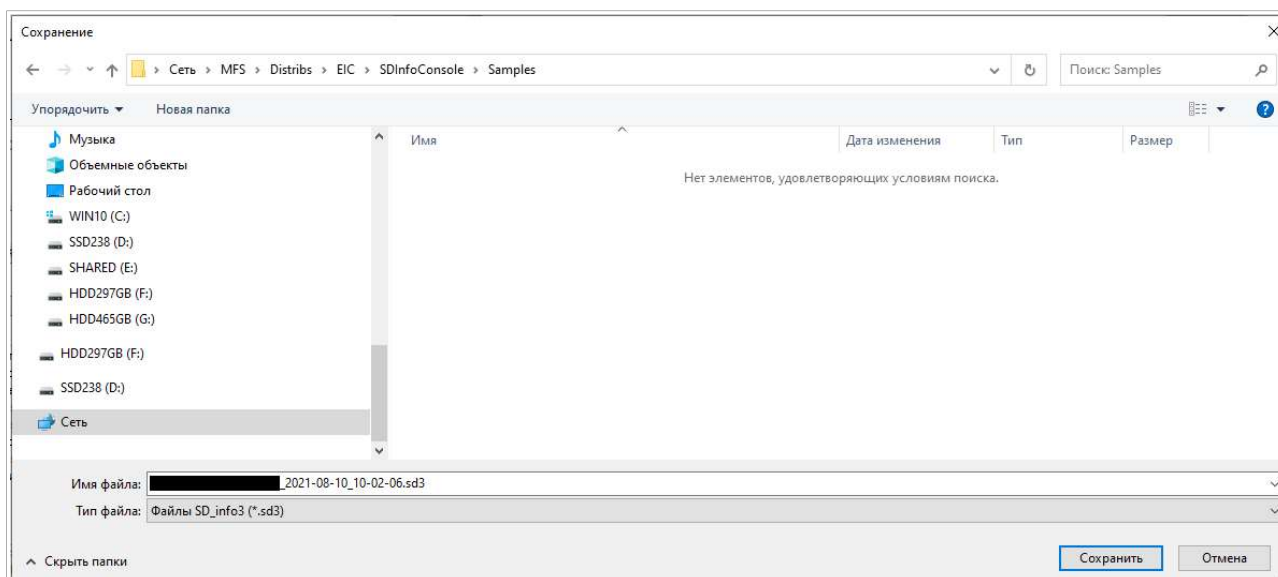 Сохранение
Сеть > MFS > Distribs > EIC > SDInfoConsole > Samples
Поиск: Samples
Упорядочить
Новая папка
Музыка
Имя
Дата изменения
Тип
Размер
Объемные объекты
Нет элементов, удовлетворяющих условиям поиска.
Рабочий стол
WIN10 (C:)
SSD238 (D:)
SHARED (E:)
HDD297GB (F:)
HDD465GB (G:)
HDD297GB (F:)
SSD238 (D:)
Сеть
Имя файла: _2021-08-10_10-02-06.sd3
Тип файла: Файлы SD_info3 (*.sd3)
Скрыть папки
Сохранить
Отмена